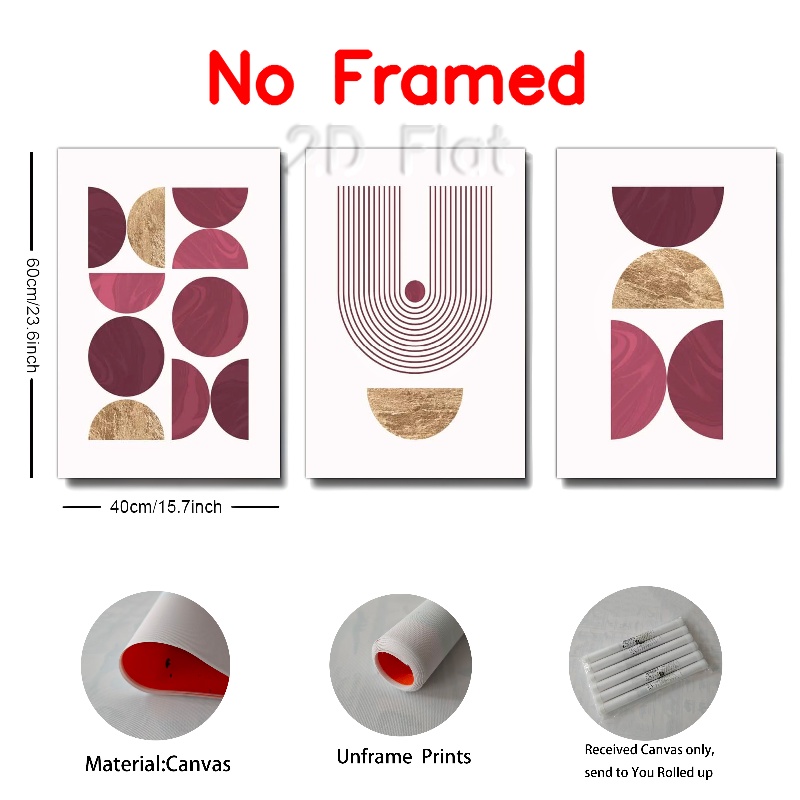 No Framed
2D Flat
60cm/23.6inch
40cm/15.7inch
Material:Canvas
Unframe Prints
Received Canvas only,
send to You Rolled up